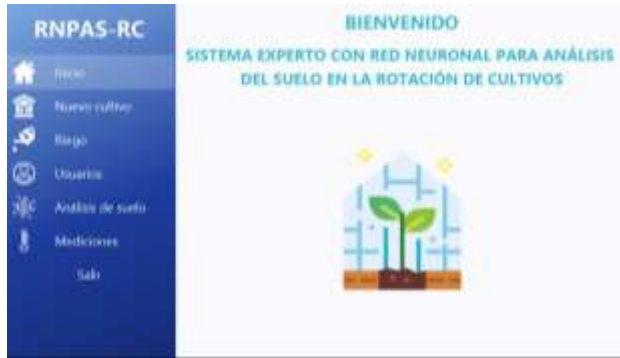 RNPAS-RC
Inicio
Nuevo cultivo
Riego
Usuarios
Análisis de suelo
Mediciones
Salir
BIENVENIDO
SISTEMA EXPERTO CON RED NEURONAL PARA ANÁLISIS
DEL SUELO EN LA ROTACIÓN DE CULTIVOS